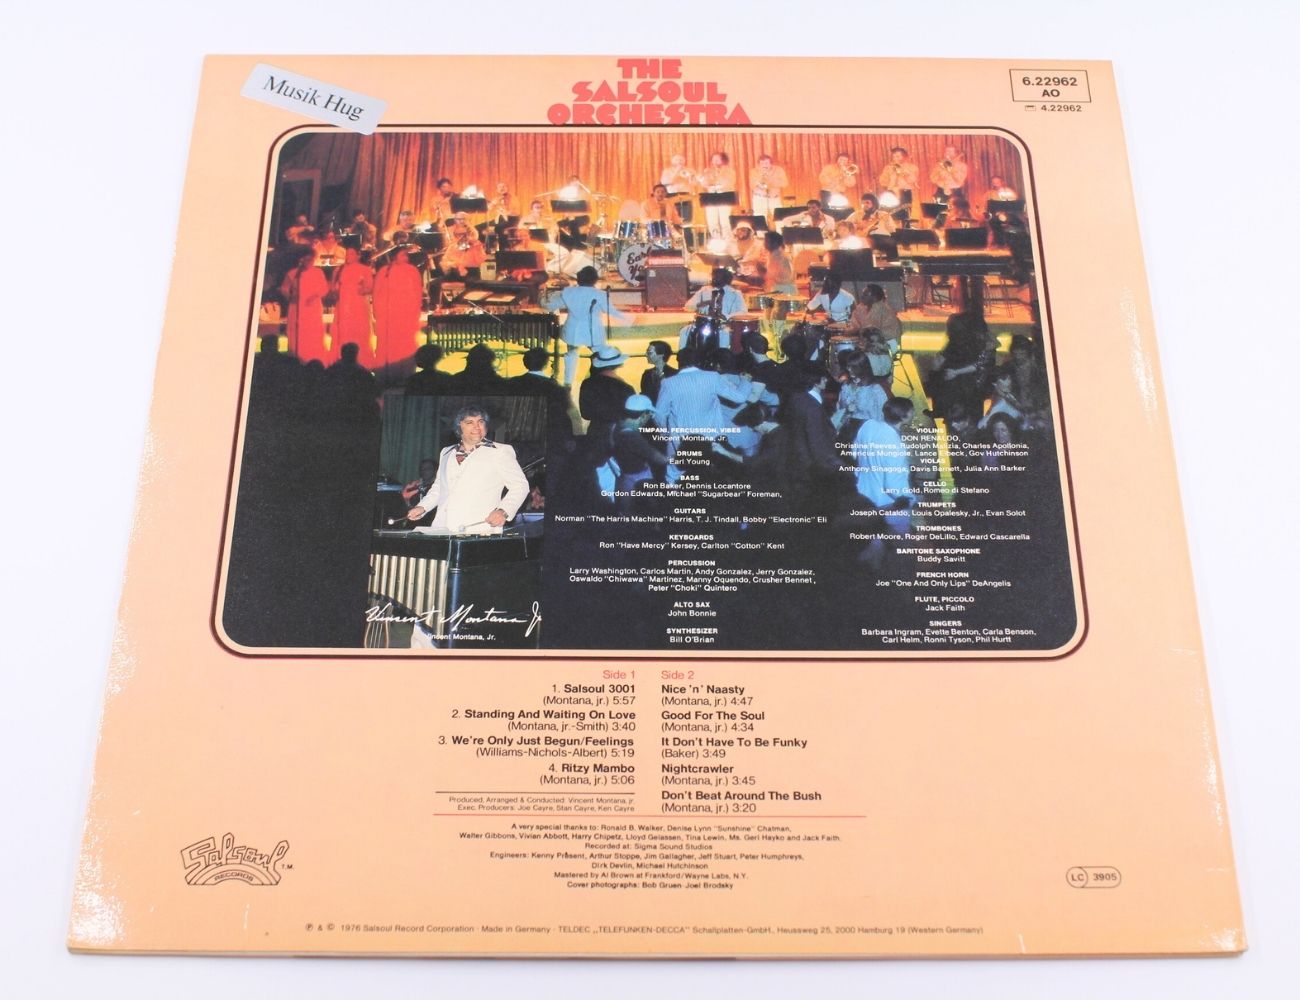 Musik Hug
THE
SALSOUL
ORCHESTRA
6.22962
AO
4.22962
Earl
Vincent Montana Jr
Vincent Montana, Jr.
TIMPANI, PERCUSSION, VIBES
Vincent Montana, Jr.
DRUMS
Earl Young
BASS
Ron Baker, Dennis Locantore
Gordon Edwards, Michael "Sugarbear" Foreman,
GUITARS
Norman "The Harris Machine" Harris, T. J. Tindall, Bobby "Electronic" Eli
KEYBOARDS
Ron "Have Mercy" Kersey, Carlton "Cotton" Kent
PERCUSSION
Larry Washington, Carlos Martin, Andy Gonzalez, Jerry Gonzalez,
Oswaldo "Chiwawa" Martinez, Manny Oquendo, Crusher Bennet,
Peter "Choki" Quintero
ALTO SAX
John Bonnie
SYNTHESIZER
Bill O'Brian
VIOLINS
DON RENALDO,
Christine Reeves, Rudolph Malizia, Charles Apollonia,
Americus Mungiole, Lance Elbeck, Gov Hutchinson
VIOLAS
Anthony Sinagoga, Davis Barnett, Julia Ann Barker
CELLO
Larry Gold, Romeo di Stefano
TRUMPETS
Joseph Cataldo, Louis Opalesky, Jr., Evan Solot
TROMBONES
Robert Moore, Roger DeLillo, Edward Cascarella
BARITONE SAXOPHONE
Buddy Savitt
FRENCH HORN
Joe "One And Only Lips" DeAngelis
FLUTE, PICCOLO
Jack Faith
SINGERS
Barbara Ingram, Evette Benton, Carla Benson,
Carl Helm, Ronni Tyson, Phil Hurtt
Side 1
1. Salsoul 3001
(Montana, jr.) 5:57
2. Standing And Waiting On Love
(Montana, jr.-Smith) 3:40
3. We're Only Just Begun/Feelings
(Williams-Nichols-Albert) 5:19
4. Ritzy Mambo
(Montana, jr.) 5:06
Produced, Arranged & Conducted: Vincent Montana, jr.
Exec. Producers: Joe Cayre, Stan Cayre, Ken Cayre
Side 2
Nice 'n' Naasty
(Montana, jr.) 4:47
Good For The Soul
(Montana, jr.) 4:34
It Don't Have To Be Funky
(Baker) 3:49
Nightcrawler
(Montana, jr.) 3:45
Don't Beat Around The Bush
(Montana, jr.) 3:20
A very special thanks to: Ronald B. Walker, Denise Lynn "Sunshine" Chatman,
Walter Gibbons, Vivian Abbott, Harry Chipetz, Lloyd Gelassen, Tina Lewin, Ms. Geri Hayko and Jack Faith.
Recorded at: Sigma Sound Studios
Engineers: Kenny Present, Arthur Stoppe, Jim Gallagher, Jeff Stuart, Peter Humphreys,
Dirk Devlin, Michael Hutchinson
Mastered by Al Brown at Frankford/Wayne Labs, N.Y.
Cover photographs: Bob Gruen Joel Brodsky
Salsoul
RECORDS
T.M.
LC 3905
℗ & © 1976 Salsoul Record Corporation · Made in Germany · TELDEC „TELEFUNKEN-DECCA" Schallplatten-GmbH., Heussweg 25, 2000 Hamburg 19 (Western Germany)